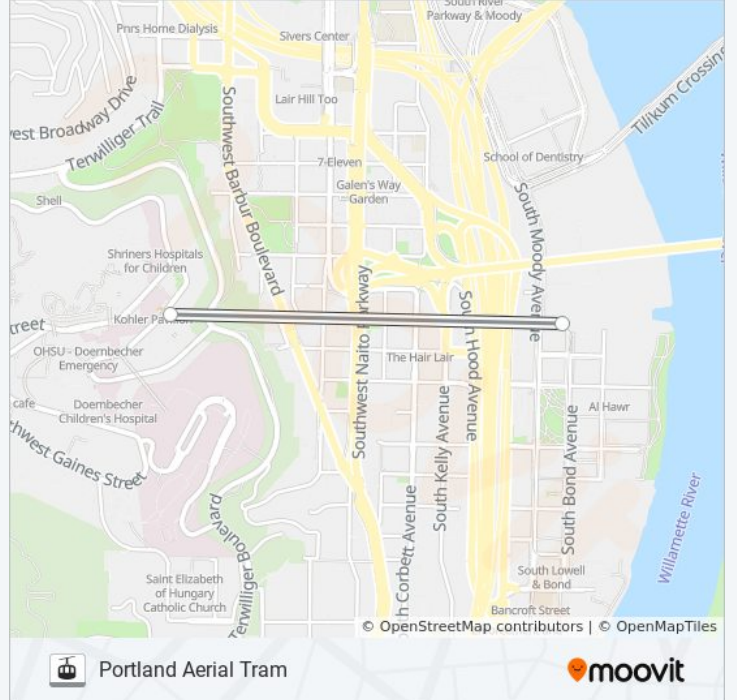 South River
Parkway & Moody
Pnrs Home Dialysis
Sivers Center
Tilikum Crossing
Lair Hill Too
West Broadway Drive
Terwilliger Trail
Southwest Barbur Boulevard
7-Eleven
School of Dentistry
Galen's Way
Garden
Shell
South Moody Avenue
Shriners Hospitals
for Children
Kohler Pavilion
Southwest Naito Parkway
South Hood Avenue
treet
OHSU - Doernbecher
Emergency
The Hair Lair
cafe
Doernbecher
Children's Hospital
Al Hawr
South Kelly Avenue
South Bond Avenue
hwest Gaines Street
Willamette River
Terwilliger Boulevard
th Corbett Avenue
Saint Elizabeth
of Hungary
Catholic Church
South Lowell
& Bond
Bancroft Street
© OpenStreetMap contributors | © OpenMapTiles
Portland Aerial Tram
moovit